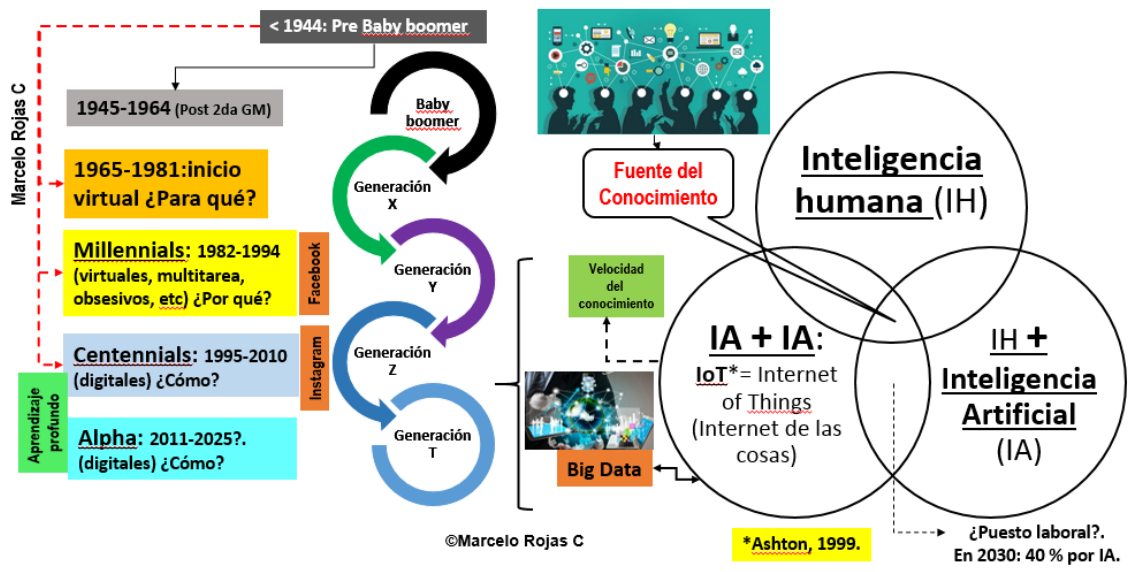 Marcelo Rojas C
< 1944: Pre Baby boomer
1945-1964 (Post 2da GM)
1965-1981:inicio
virtual ¿Para qué?
Millennials: 1982-1994
(virtuales, multitarea,
obsesivos, etc) ¿Por qué?
Facebook
Centennials: 1995-2010
(digitales) ¿Cómo?
Instagram
Aprendizaje
profundo
Alpha: 2011-2025?.
(digitales) ¿Cómo?
Baby
boomer
Generación
X
Generación
Y
Generación
Z
Generación
T
©Marcelo Rojas C
Fuente del
Conocimiento
Velocidad
del
conocimiento
Big Data
Inteligencia
humana (IH)
IA + IA:
IoT*= Internet
of Things
(Internet de las
cosas)
IH +
Inteligencia
Artificial
(IA)
*Ashton, 1999.
¿Puesto laboral?.
En 2030: 40 % por IA.